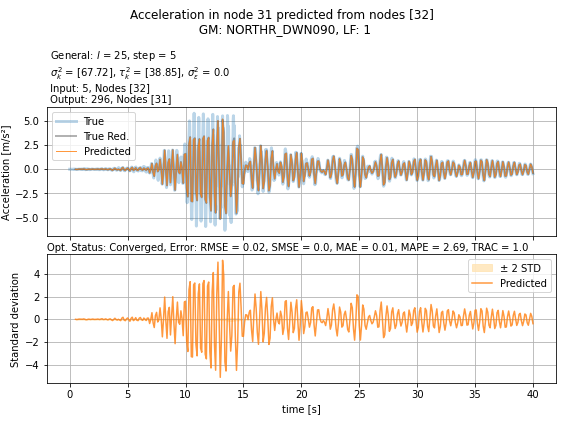 Acceleration in node 31 predicted from nodes [32]
GM: NORTHR_DWN090, LF: 1
General: l = 25, step = 5
σ²ₖ = [67.72], τ²ₖ = [38.85], σ²ε = 0.0
Input: 5, Nodes [32]
Output: 296, Nodes [31]
Acceleration [m/s²]
5.0
2.5
0.0
−2.5
−5.0
True
True Red.
Predicted
Opt. Status: Converged, Error: RMSE = 0.02, SMSE = 0.0, MAE = 0.01, MAPE = 2.69, TRAC = 1.0
Standard deviation
4
2
0
−2
−4
± 2 STD
Predicted
0 5 10 15 20 25 30 35 40
time [s]